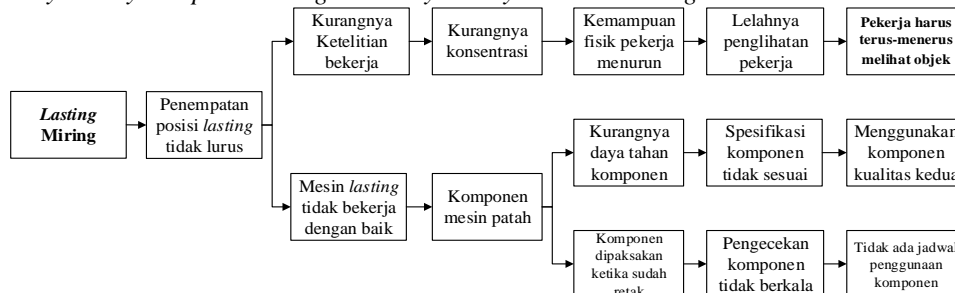 Kurangnya
Ketelitian
bekerja
Kurangnya
konsentrasi
Kemampuan
fisik pekerja
menurun
Lelahnya
penglihatan
pekerja
Pekerja harus
terus-menerus
melihat objek
Lasting
Miring
Penempatan
posisi lasting
tidak lurus
Kurangnya
daya tahan
komponen
Spesifikasi
komponen
tidak sesuai
Menggunakan
komponen
kualitas kedua
Mesin lasting
tidak bekerja
dengan baik
Komponen
mesin patah
Komponen
dipaksakan
ketika sudah
retak
Pengecekan
komponen
tidak berkala
Tidak ada jadwal
penggunaan
komponen